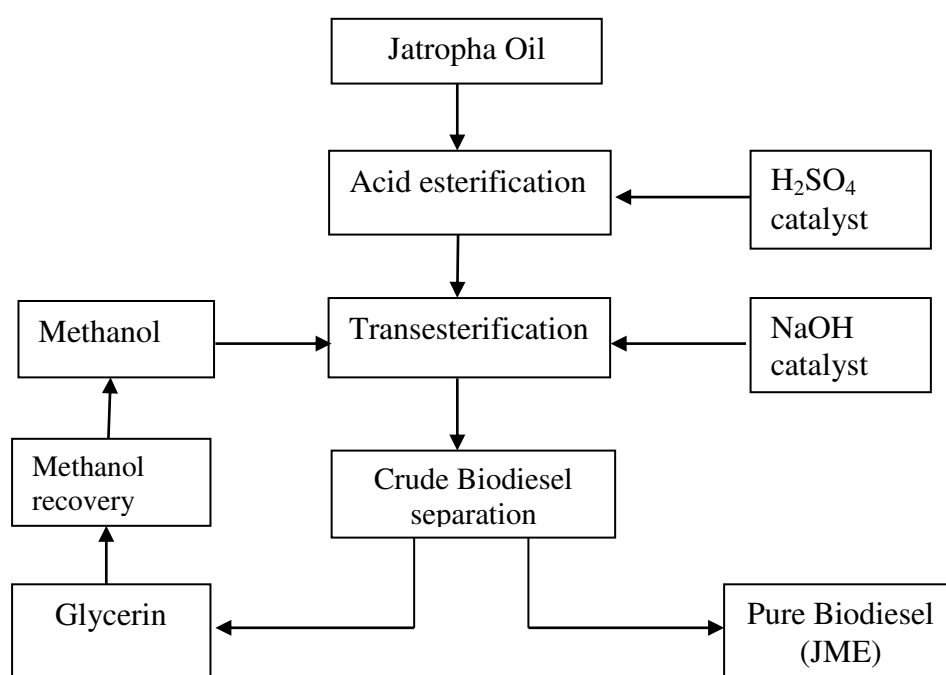 Jatropha Oil
Acid esterification
H₂SO₄
catalyst
Methanol
Transesterification
NaOH
catalyst
Methanol
recovery
Crude Biodiesel
separation
Glycerin
Pure Biodiesel
(JME)